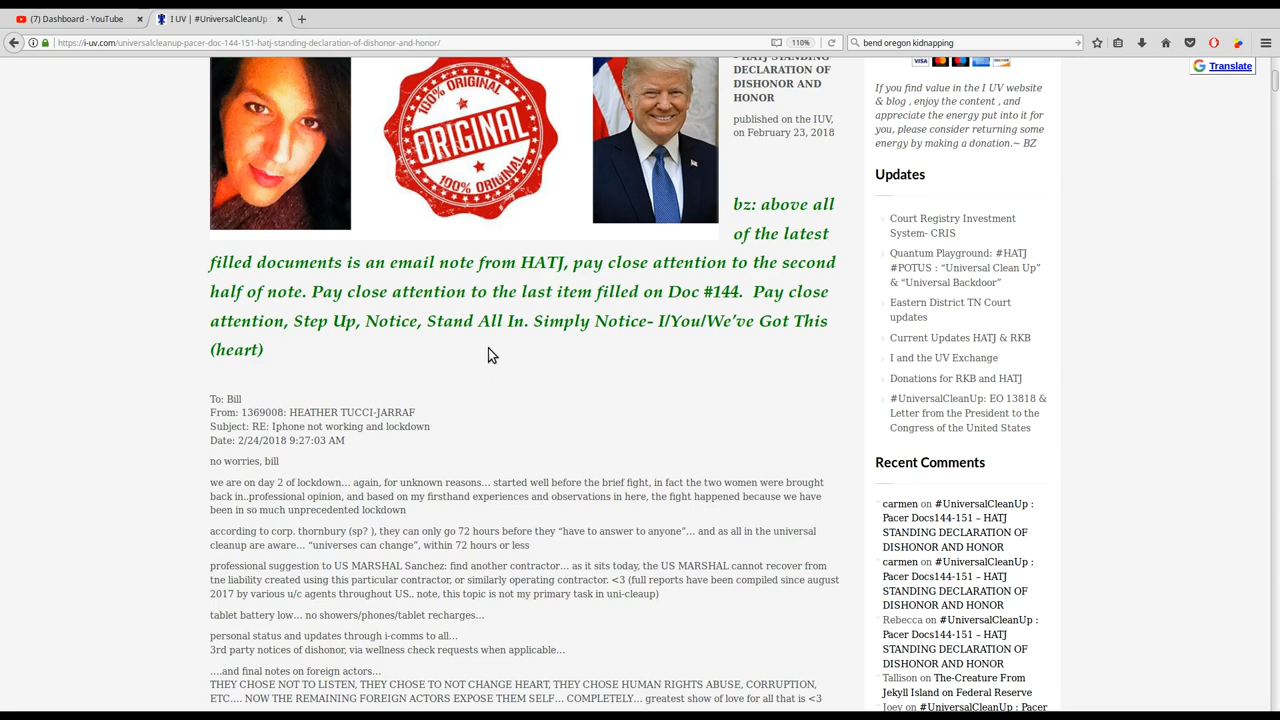 (7) Dashboard - YouTube
I UV | #UniversalCleanUp
https://i-uv.com/universalcleanup-pacer-doc-144-151-hatj-standing-declaration-of-dishonor-and-honor/
110%
bend oregon kidnapping
100% ORIGINAL
ORIGINAL
100% ORIGINAL
DECLARATION OF
DISHONOR AND
HONOR
published on the IUV,
on February 23, 2018
bz: above all
of the latest
filled documents is an email note from HATJ, pay close attention to the second
half of note. Pay close attention to the last item filled on Doc #144.  Pay close
attention, Step Up, Notice, Stand All In. Simply Notice- I/You/We’ve Got This
(heart)
To: Bill
From: 1369008: HEATHER TUCCI-JARRAF
Subject: RE: Iphone not working and lockdown
Date: 2/24/2018 9:27:03 AM
no worries, bill
we are on day 2 of lockdown… again, for unknown reasons… started well before the brief fight, in fact the two women were brought
back in..professional opinion, and based on my firsthand experiences and observations in here, the fight happened because we have
been in so much unprecedented lockdown
according to corp. thornbury (sp? ), they can only go 72 hours before they “have to answer to anyone”… and as all in the universal
cleanup are aware… “universes can change”, within 72 hours or less
professional suggestion to US MARSHAL Sanchez: find another contractor… as it sits today, the US MARSHAL cannot recover from
tne liability created using this particular contractor, or similarly operating contractor. <3 (full reports have been compiled since august
2017 by various u/c agents throughout US.. note, this topic is not my primary task in uni-cleaup)
tablet battery low… no showers/phones/tablet recharges…
personal status and updates through i-comms to all…
3rd party notices of dishonor, via wellness check requests when applicable…
….and final notes on foreign actors…
THEY CHOSE NOT TO LISTEN, THEY CHOSE TO NOT CHANGE HEART, THEY CHOSE HUMAN RIGHTS ABUSE, CORRUPTION,
ETC…. NOW THE REMAINING FOREIGN ACTORS EXPOSE THEM SELF… COMPLETELY… greatest show of love for all that is <3
VISA
If you find value in the I UV website
& blog , enjoy the content , and
appreciate the energy put into it for
you, please consider returning some
energy by making a donation.~ BZ
Updates
Court Registry Investment
System- CRIS
Quantum Playground: #HATJ
#POTUS : “Universal Clean Up”
& “Universal Backdoor”
Eastern District TN Court
updates
Current Updates HATJ & RKB
I and the UV Exchange
Donations for RKB and HATJ
#UniversalCleanUp: EO 13818 &
Letter from the President to the
Congress of the United States
Recent Comments
carmen on #UniversalCleanUp :
Pacer Docs144-151 – HATJ
STANDING DECLARATION OF
DISHONOR AND HONOR
carmen on #UniversalCleanUp :
Pacer Docs144-151 – HATJ
STANDING DECLARATION OF
DISHONOR AND HONOR
Rebecca on #UniversalCleanUp :
Pacer Docs144-151 – HATJ
STANDING DECLARATION OF
DISHONOR AND HONOR
Tallison on The-Creature From
Jekyll Island on Federal Reserve
Joey on #UniversalCleanUp : Pacer
Translate